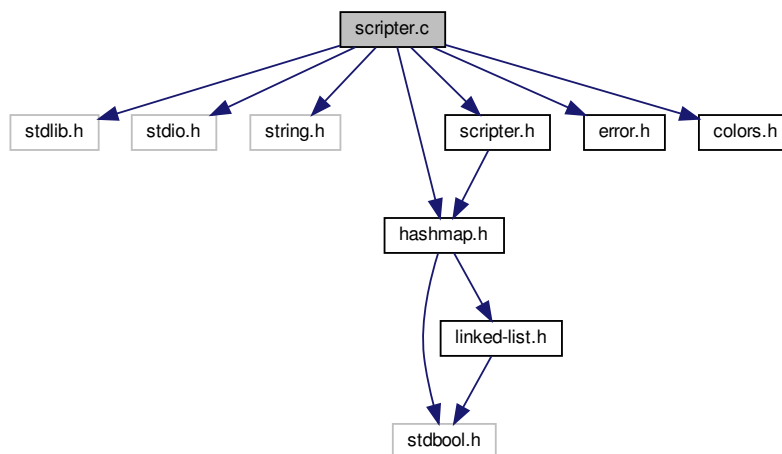 scripter.c
stdlib.h
stdio.h
string.h
scripter.h
error.h
colors.h
hashmap.h
linked-list.h
stdbool.h